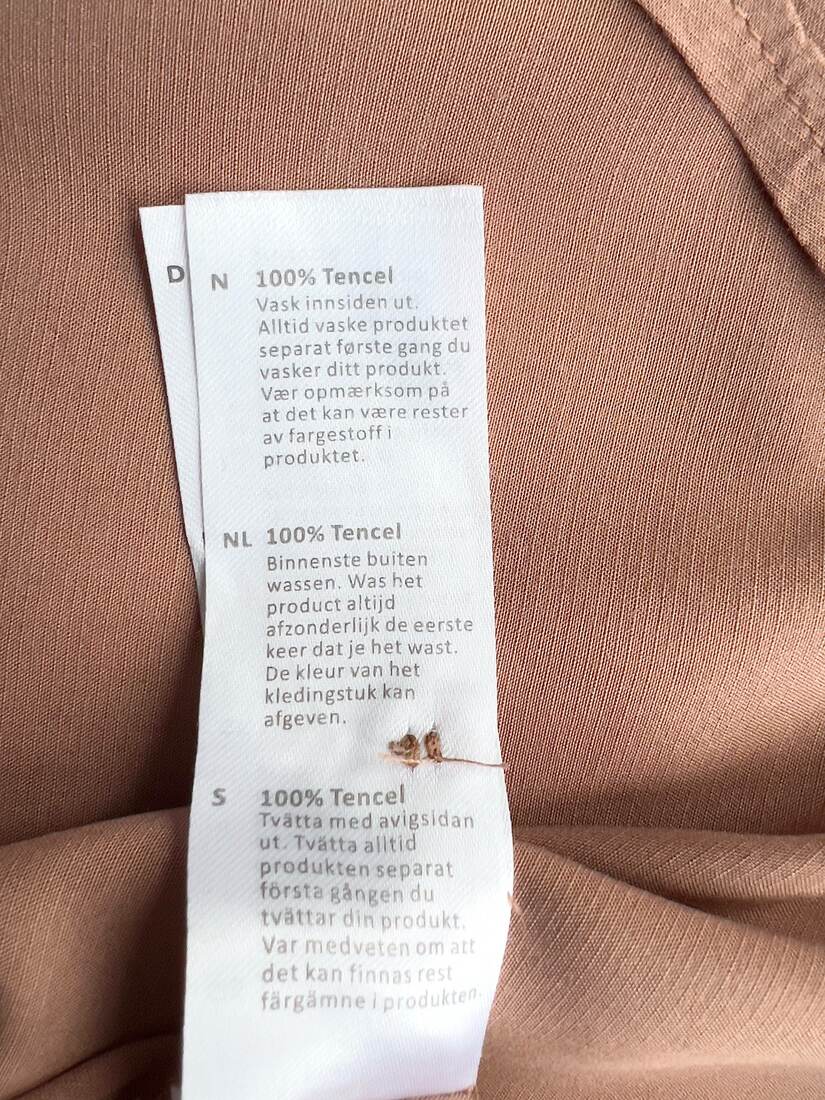 D
N 100% Tencel
Vask innsiden ut.
Alltid vaske produktet
separat første gang du
vasker ditt produkt.
Vær opmærksom på
at det kan være rester
av fargestoff i
produktet.
NL 100% Tencel
Binnenste buiten
wassen. Was het
product altijd
afzonderlijk de eerste
keer dat je het wast.
De kleur van het
kledingstuk kan
afgeven.
S 100% Tencel
Tvätta med avigsidan
ut. Tvätta alltid
produkten separat
första gången du
tvättar din produkt.
Var medveten om att
det kan finnas rest
färgämne i produkten.